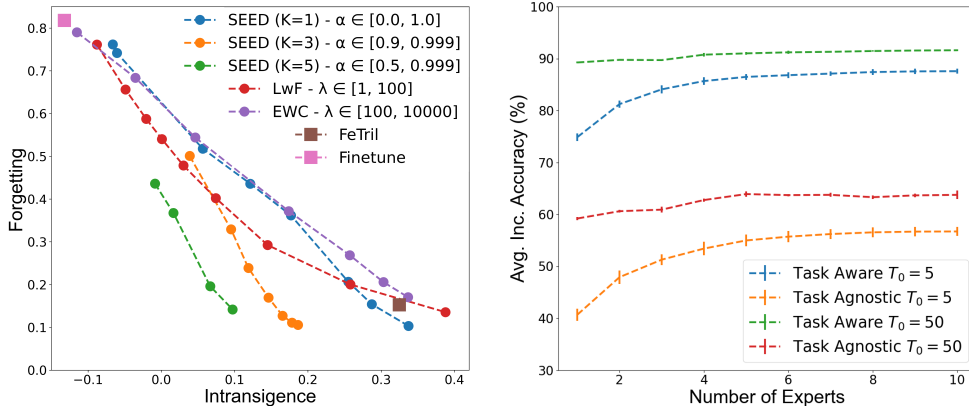 0.8
0.7
0.6
0.5
0.4
0.3
0.2
0.1
0.0
Forgetting
−0.1
0.0
0.1
0.2
0.3
0.4
Intransigence
SEED (K=1) - α ∈ [0.0, 1.0]
SEED (K=3) - α ∈ [0.9, 0.999]
SEED (K=5) - α ∈ [0.5, 0.999]
LwF - λ ∈ [1, 100]
EWC - λ ∈ [100, 10000]
FeTril
Finetune
100
90
80
70
60
50
40
30
Avg. Inc. Accuracy (%)
2
4
6
8
10
Number of Experts
Task Aware T₀ = 5
Task Agnostic T₀ = 5
Task Aware T₀ = 50
Task Agnostic T₀ = 50